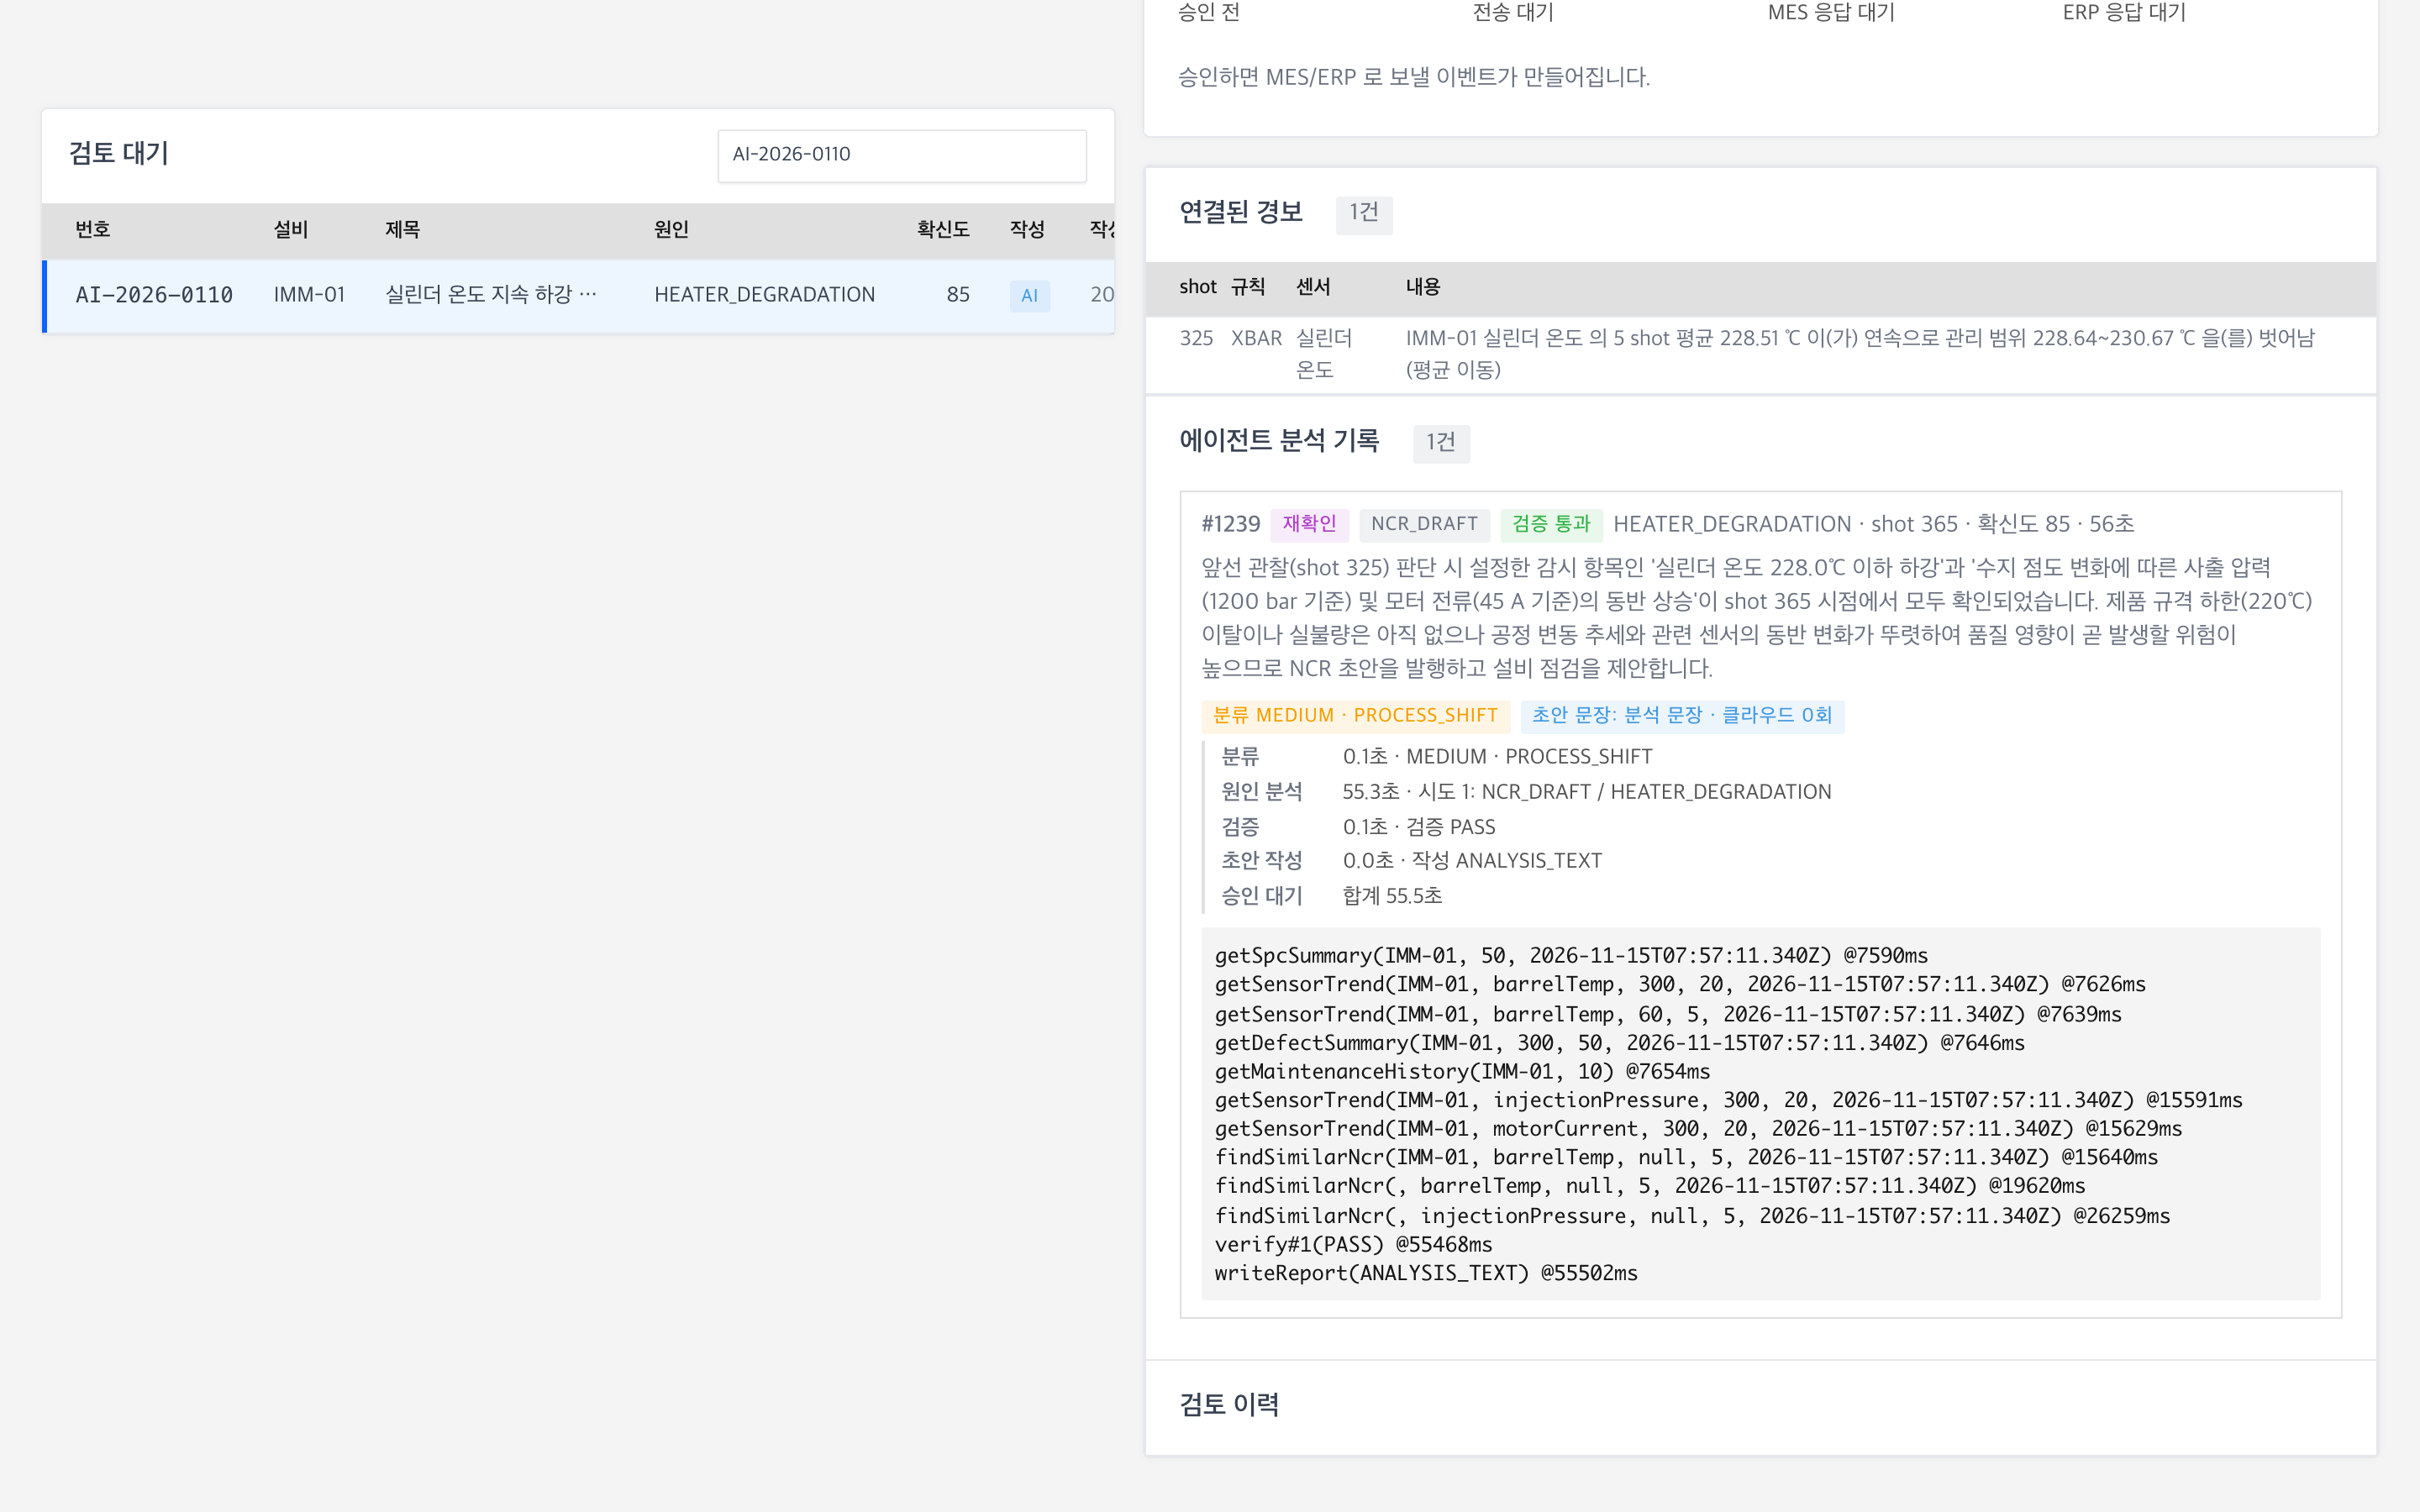 승인 전 전송 대기 MES 응답 대기 ERP 응답 대기
승인하면 MES/ERP 로 보낼 이벤트가 만들어집니다.
검토 대기
AI-2026-0110
번호 설비 제목 원인 확신도 작성
AI-2026-0110 IMM-01 실린더 온도 지속 하강 ⋯ HEATER_DEGRADATION 85 AI 20
연결된 경보 1건
shot 규칙 센서 내용
325 XBAR 실린더 온도 IMM-01 실린더 온도 의 5 shot 평균 228.51 ℃ 이(가) 연속으로 관리 범위 228.64~230.67 ℃ 을(를) 벗어남
(평균 이동)
에이전트 분석 기록 1건
#1239 재확인 NCR_DRAFT 검증 통과 HEATER_DEGRADATION · shot 365 · 확신도 85 · 56초
앞선 관찰(shot 325) 판단 시 설정한 감시 항목인 '실린더 온도 228.0℃ 이하 하강'과 '수지 점도 변화에 따른 사출 압력
(1200 bar 기준) 및 모터 전류(45 A 기준)의 동반 상승'이 shot 365 시점에서 모두 확인되었습니다. 제품 규격 하한(220℃)
이탈이나 실불량은 아직 없으나 공정 변동 추세와 관련 센서의 동반 변화가 뚜렷하여 품질 영향이 곧 발생할 위험이
높으므로 NCR 초안을 발행하고 설비 점검을 제안합니다.
분류 MEDIUM · PROCESS_SHIFT 초안 문장: 분석 문장 · 클라우드 0회
분류 0.1초 · MEDIUM · PROCESS_SHIFT
원인 분석 55.3초 · 시도 1: NCR_DRAFT / HEATER_DEGRADATION
검증 0.1초 · 검증 PASS
초안 작성 0.0초 · 작성 ANALYSIS_TEXT
승인 대기 합계 55.5초
getSpcSummary(IMM-01, 50, 2026-11-15T07:57:11.340Z) @7590ms
getSensorTrend(IMM-01, barrelTemp, 300, 20, 2026-11-15T07:57:11.340Z) @7626ms
getSensorTrend(IMM-01, barrelTemp, 60, 5, 2026-11-15T07:57:11.340Z) @7639ms
getDefectSummary(IMM-01, 300, 50, 2026-11-15T07:57:11.340Z) @7646ms
getMaintenanceHistory(IMM-01, 10) @7654ms
getSensorTrend(IMM-01, injectionPressure, 300, 20, 2026-11-15T07:57:11.340Z) @15591ms
getSensorTrend(IMM-01, motorCurrent, 300, 20, 2026-11-15T07:57:11.340Z) @15629ms
findSimilarNcr(IMM-01, barrelTemp, null, 5, 2026-11-15T07:57:11.340Z) @15640ms
findSimilarNcr(, barrelTemp, null, 5, 2026-11-15T07:57:11.340Z) @19620ms
findSimilarNcr(, injectionPressure, null, 5, 2026-11-15T07:57:11.340Z) @26259ms
verify#1(PASS) @55468ms
writeReport(ANALYSIS_TEXT) @55502ms
검토 이력